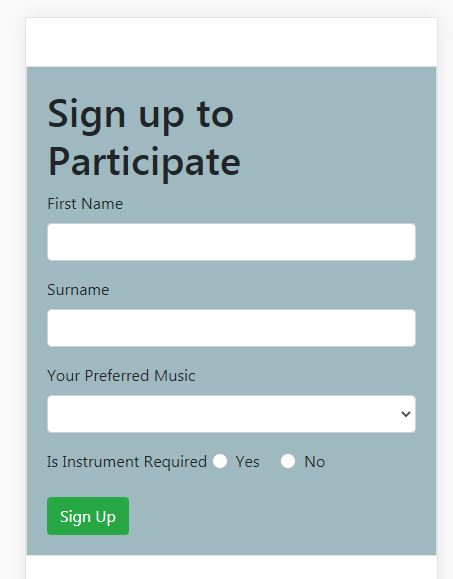 Sign up to
Participate
First Name
Surname
Your Preferred Music
Is Instrument Required Yes No
Sign Up